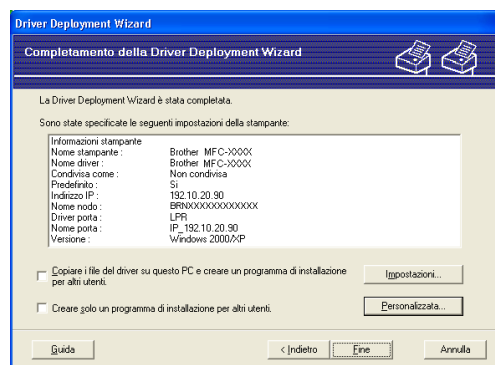 Driver Deployment Wizard
Completamento della Driver Deployment Wizard
La Driver Deployment Wizard è stata completata.
Sono state specificate le seguenti impostazioni della stampante:
Informazioni stampante
Nome stampante : Brother MFC-XXXX
Nome driver : Brother MFC-XXXX
Condivisa come : Non condivisa
Predefinito : Si
Indirizzo IP : 192.10.20.90
Nome nodo : BRNXXXXXXXXXXXX
Driver porta : LPR
Nome porta : IP_192.10.20.90
Versione : Windows 2000/XP
Copiare i file del driver su questo PC e creare un programma di installazione
per altri utenti.
Impostazioni...
Creare solo un programma di installazione per altri utenti.
Personalizzata...
Guida
< Indietro
Fine
Annulla